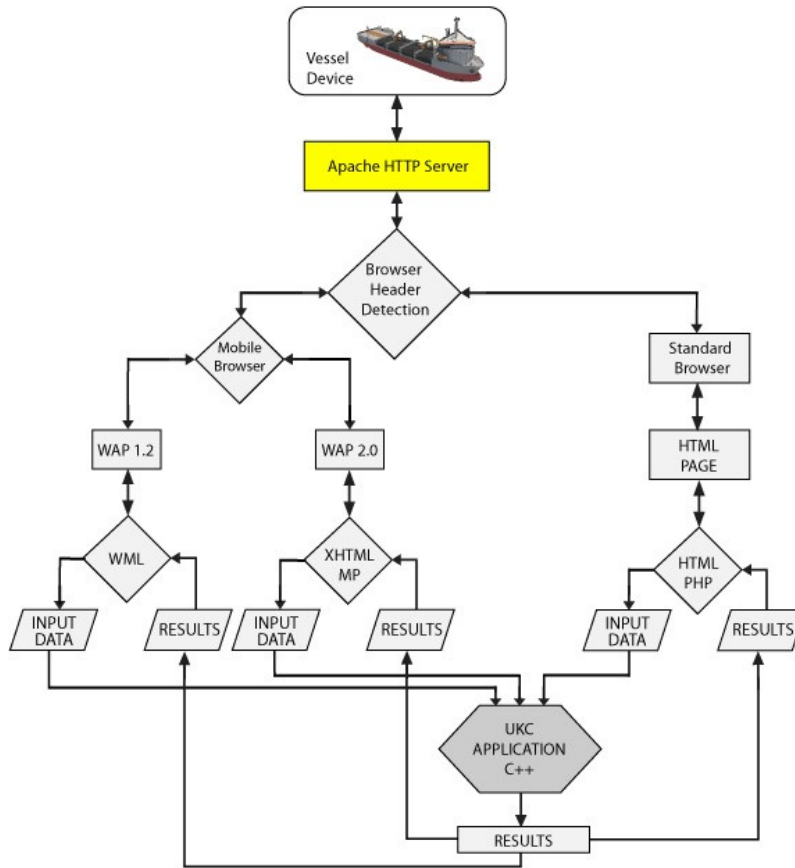 Vessel
Device
Apache HTTP Server
Browser
Header
Detection
Mobile
Browser
Standard
Browser
WAP 1.2
WAP 2.0
HTML
PAGE
WML
XHTML
MP
HTML
PHP
INPUT
DATA
RESULTS
INPUT
DATA
RESULTS
INPUT
DATA
RESULTS
UKC
APPLICATION
C++
RESULTS